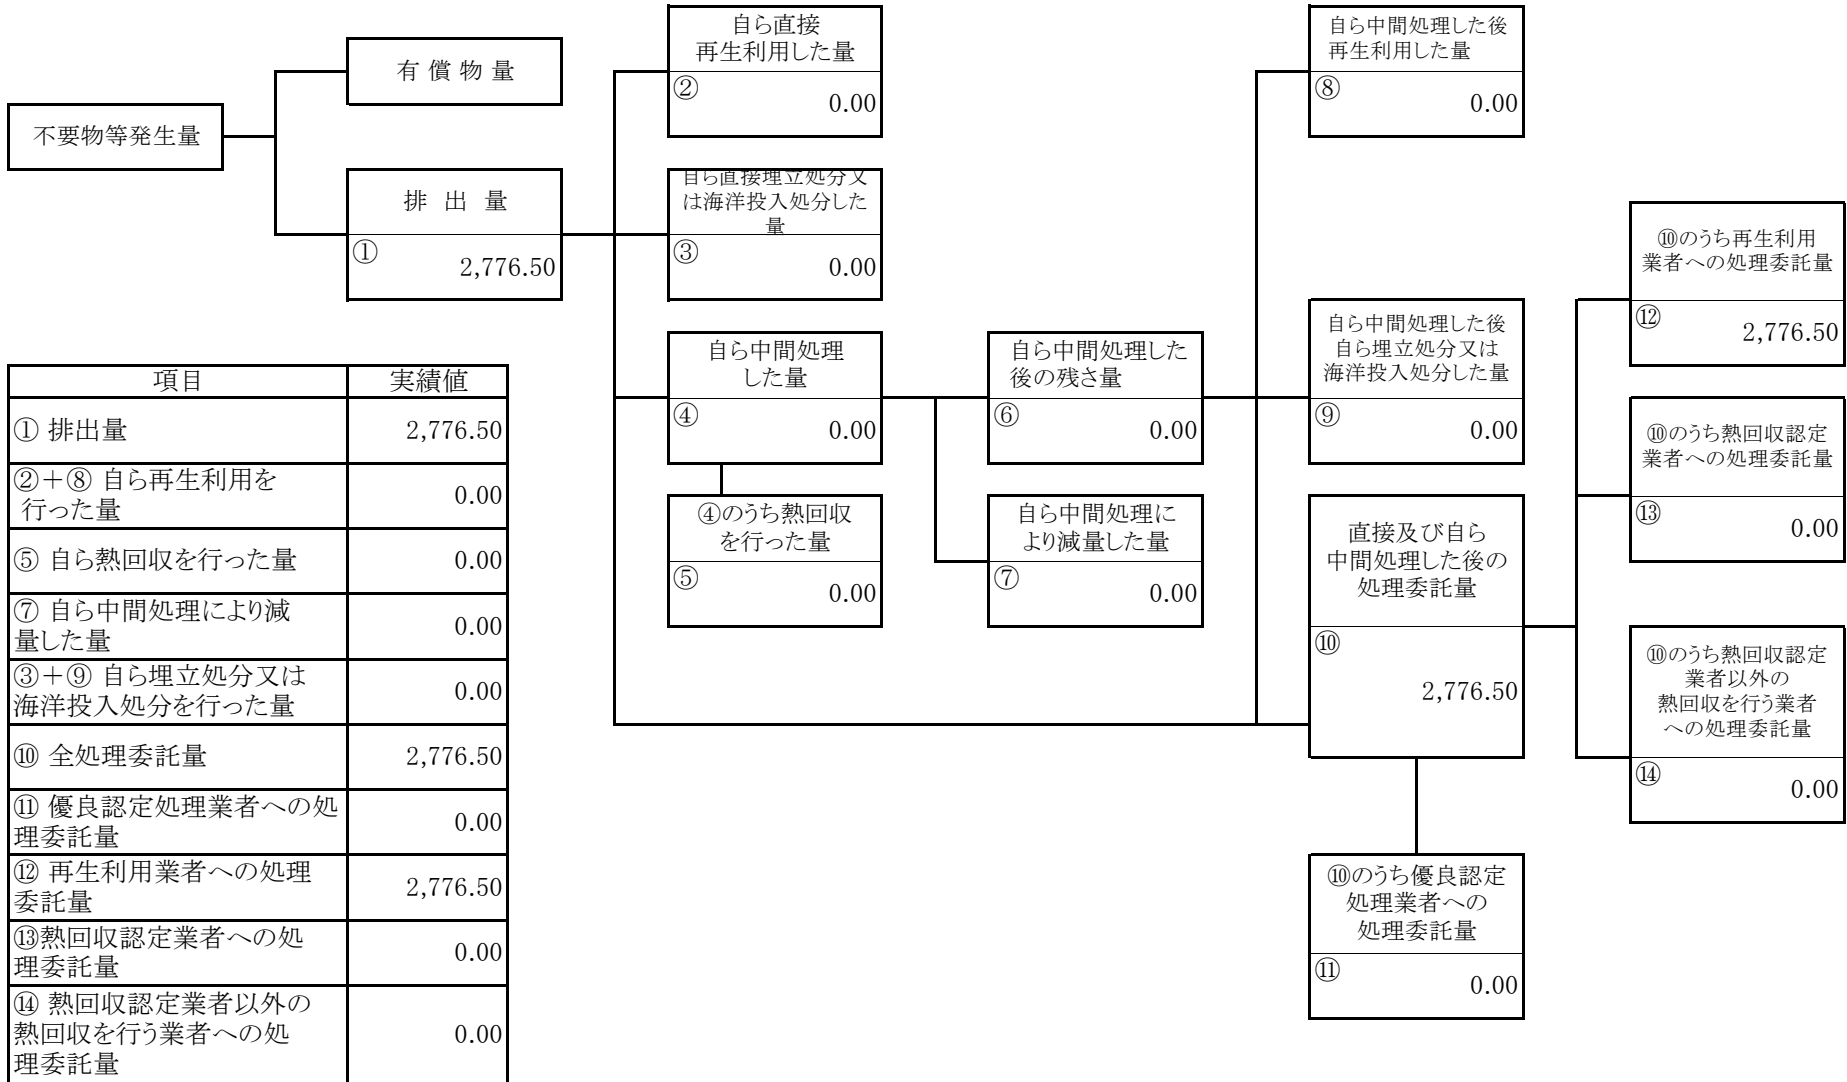 不要物等発生量
有 償 物 量
排 出 量
①
2,776.50
自ら直接
再生利用した量
②
0.00
自ら直接埋立処分又
は海洋投入処分した
量
③
0.00
自ら中間処理
した量
④
0.00
④のうち熱回収
を行った量
⑤
0.00
自ら中間処理した
後の残さ量
⑥
0.00
自ら中間処理に
より減量した量
⑦
0.00
自ら中間処理した後
再生利用した量
⑧
0.00
自ら中間処理した後
自ら埋立処分又は
海洋投入処分した量
⑨
0.00
直接及び自ら
中間処理した後の
処理委託量
⑩
2,776.50
⑩のうち優良認定
処理業者への
処理委託量
⑪
0.00
⑩のうち再生利用
業者への処理委託量
⑫
2,776.50
⑩のうち熱回収認定
業者への処理委託量
⑬
0.00
⑩のうち熱回収認定
業者以外の
熱回収を行う業者
への処理委託量
⑭
0.00
項目 実績値
① 排出量 2,776.50
②＋⑧ 自ら再生利用を
行った量
0.00
⑤ 自ら熱回収を行った量 0.00
⑦ 自ら中間処理により減
量した量
0.00
③＋⑨ 自ら埋立処分又は
海洋投入処分を行った量
0.00
⑩ 全処理委託量 2,776.50
⑪ 優良認定処理業者への処
理委託量
0.00
⑫ 再生利用業者への処理
委託量
2,776.50
⑬熱回収認定業者への処
理委託量
0.00
⑭ 熱回収認定業者以外の
熱回収を行う業者への処
理委託量
0.00